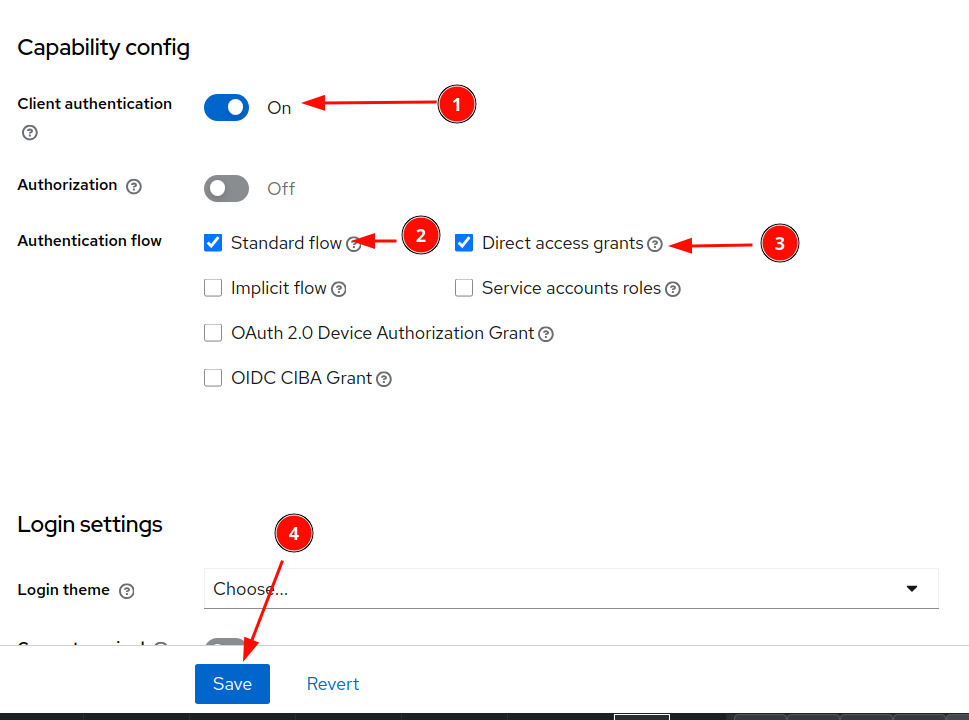 Capability config
Client authentication
On
1
Authorization
Off
Authentication flow
Standard flow
2
Direct access grants
3
Implicit flow
Service accounts roles
OAuth 2.0 Device Authorization Grant
OIDC CIBA Grant
Login settings
4
Login theme
Choose...
Save
Revert